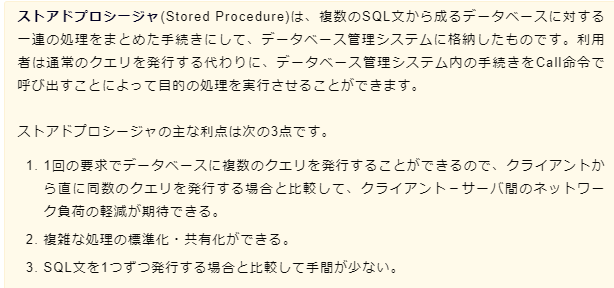 ストアドプロシージャ(Stored Procedure)は、複数のSQL文から成るデータベースに対する
一連の処理をまとめた手続きにして、データベース管理システムに格納したものです。利用
者は通常のクエリを発行する代わりに、データベース管理システム内の手続きをCall命令で
呼び出すことによって目的の処理を実行させることができます。
ストアドプロシージャの主な利点は次の3点です。
1. 1回の要求でデータベースに複数のクエリを発行することができるので、クライアントか
ら直に同数のクエリを発行する場合と比較して、クライアント－サーバ間のネットワー
ク負荷の軽減が期待できる。
2. 複雑な処理の標準化・共有化ができる。
3. SQL文を1つずつ発行する場合と比較して手間が少ない。